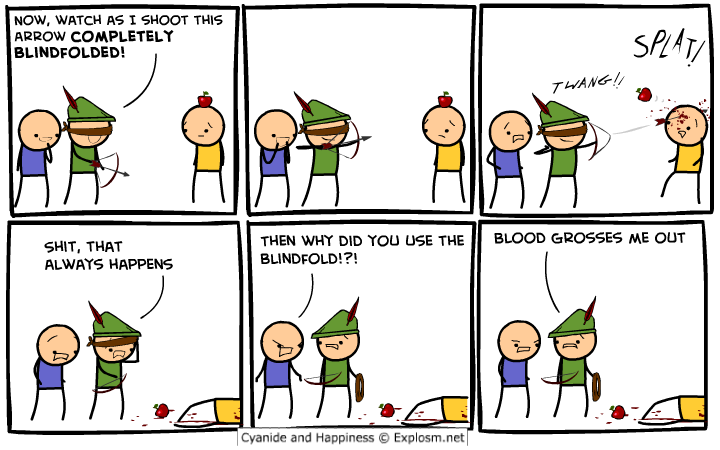 NOW, WATCH AS I SHOOT THIS
ARROW COMPLETELY
BLINDFOLDED!
TWANG!!
SPLAT!
SHIT, THAT
ALWAYS HAPPENS
THEN WHY DID YOU USE THE
BLINDFOLD!?!
BLOOD GROSSES ME OUT
Cyanide and Happiness © Explosm.net